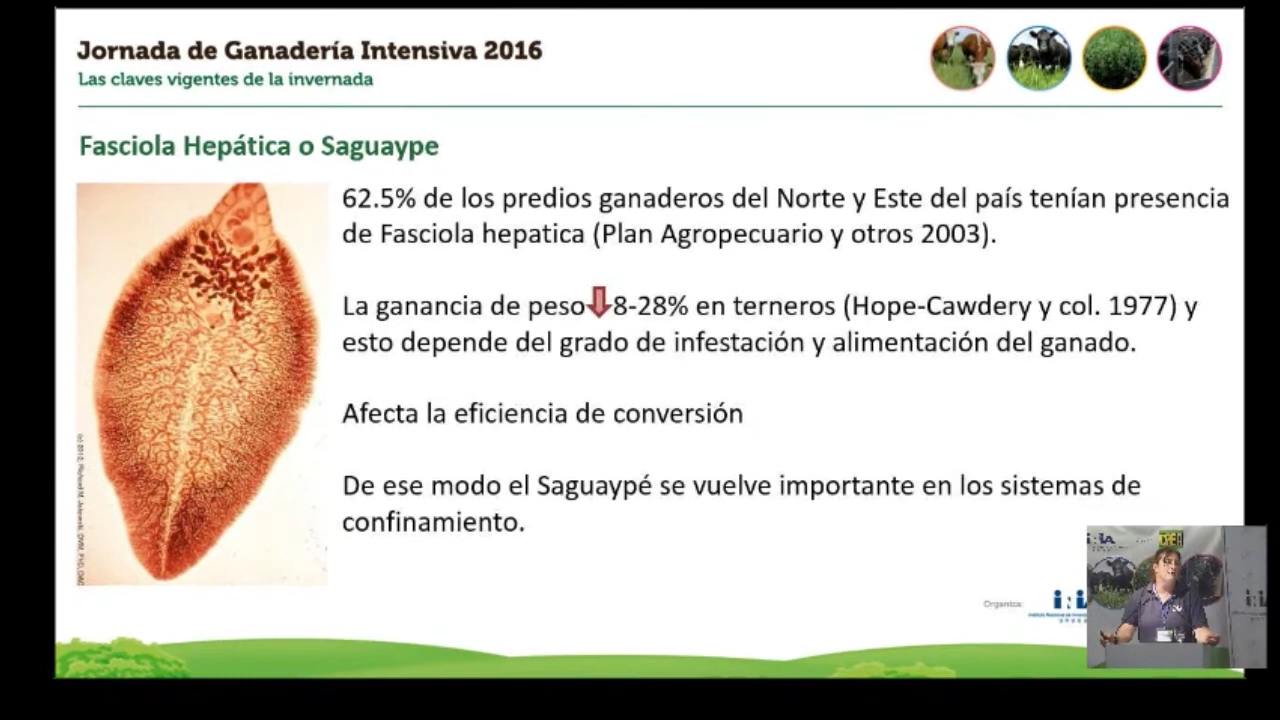 Jornada de Ganadería Intensiva 2016
Las claves vigentes de la invernada
Fasciola Hepática o Saguaype
62.5% de los predios ganaderos del Norte y Este del país tenían presencia
de Fasciola hepatica (Plan Agropecuario y otros 2003).
La ganancia de peso 8-28% en terneros (Hope-Cawdery y col. 1977) y
esto depende del grado de infestación y alimentación del ganado.
Afecta la eficiencia de conversión
De ese modo el Saguaypé se vuelve importante en los sistemas de
confinamiento.
Organiza: